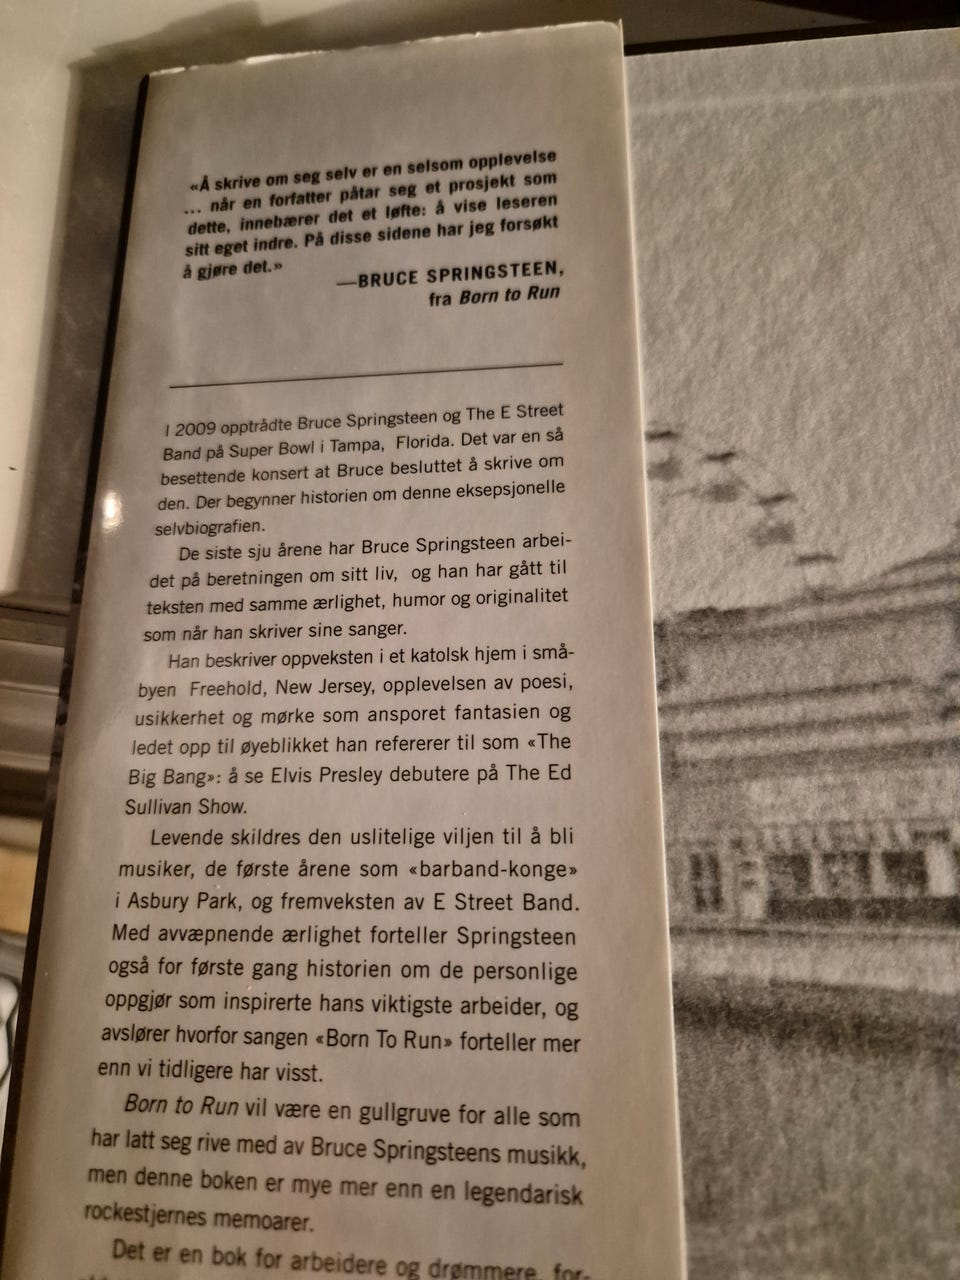 «Å skrive om seg selv er en selsom opplevelse
... når en forfatter påtar seg et prosjekt som
dette, innebærer det et løfte: å vise leseren
sitt eget indre. På disse sidene har jeg forsøkt
å gjøre det.»
—BRUCE SPRINGSTEEN,
fra Born to Run
I 2009 opptrådte Bruce Springsteen og The E Street
Band på Super Bowl i Tampa, Florida. Det var en så
besettende konsert at Bruce besluttet å skrive om
den. Der begynner historien om denne eksepsjonelle
selvbiografien.
De siste sju årene har Bruce Springsteen arbei-
det på beretningen om sitt liv, og han har gått til
teksten med samme ærlighet, humor og originalitet
som når han skriver sine sanger.
Han beskriver oppveksten i et katolsk hjem i små-
byen Freehold, New Jersey, opplevelsen av poesi,
usikkerhet og mørke som ansporet fantasien og
ledet opp til øyeblikket han refererer til som «The
Big Bang»: å se Elvis Presley debutere på The Ed
Sullivan Show.
Levende skildres den uslitelige viljen til å bli
musiker, de første årene som «barband-konge»
i Asbury Park, og fremveksten av E Street Band.
Med avvæpnende ærlighet forteller Springsteen
også for første gang historien om de personlige
oppgjør som inspirerte hans viktigste arbeider, og
avslører hvorfor sangen «Born To Run» forteller mer
enn vi tidligere har visst.
Born to Run vil være en gullgruve for alle som
har latt seg rive med av Bruce Springsteens musikk,
men denne boken er mye mer enn en legendarisk
rockestjernes memoarer.
Det er en bok for arbeidere og drømmere, for-